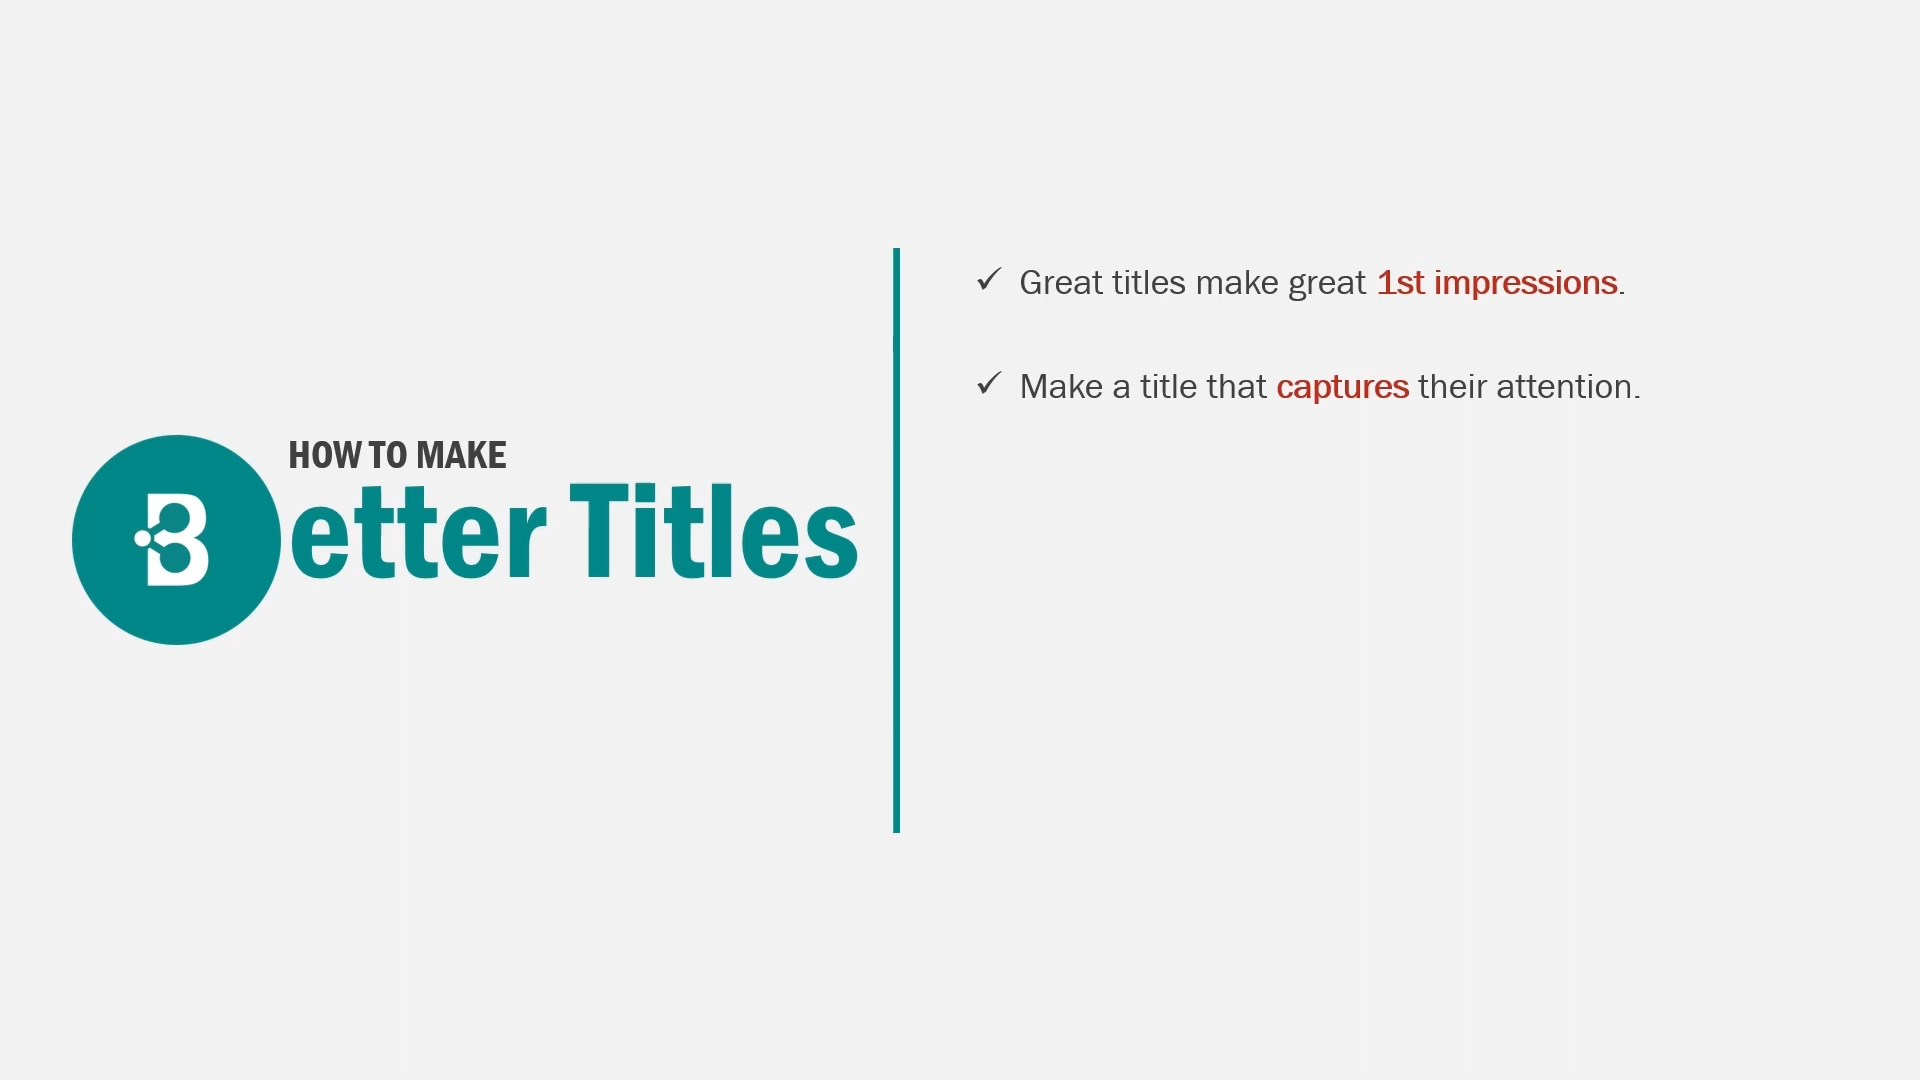 HOW TO MAKE
Better Titles
✓ Great titles make great 1st impressions.
✓ Make a title that captures their attention.